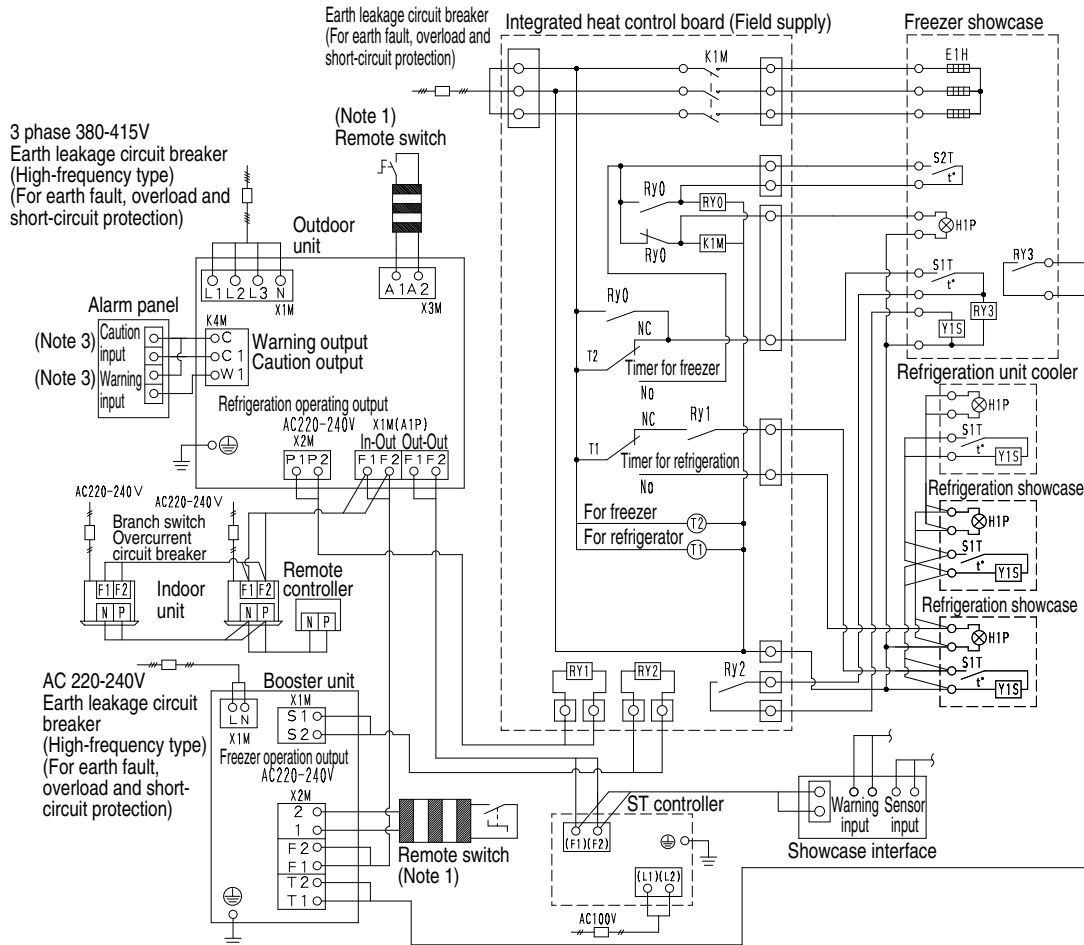 Earth leakage circuit breaker
(For earth fault, overload and
short-circuit protection)
Integrated heat control board (Field supply)
Freezer showcase
K1M
E1H
(Note 1)
Remote switch
3 phase 380-415V
Earth leakage circuit breaker
(High-frequency type)
(For earth fault, overload and
short-circuit protection)
S2T
t°
Ry0
RY0
H1P
K1M
Ry0
Outdoor
unit
L1 L2 L3 N
X1M
A1 A2
X3M
S1T
t°
RY3
RY3
Y1S
Alarm panel
K4M
(Note 3)
Caution
input
C
C1
Warning output
Caution output
(Note 3)
Warning
input
W1
Ry0
NC
T2
Timer for freezer
No
Refrigeration unit cooler
H1P
S1T
t°
Y1S
Refrigeration operating output
AC220-240V
X2M
X1M(A1P)
In-Out Out-Out
P1 P2
F1 F2 F1 F2
NC
Ry1
T1
Timer for refrigeration
No
Refrigeration showcase
H1P
S1T
t°
Y1S
AC220-240V
AC220-240V
Branch switch
Overcurrent
circuit breaker
For freezer
T2
For refrigerator
T1
F1 F2
N P
Indoor
unit
F1 F2
N P
Remote
controller
N P
Refrigeration showcase
H1P
S1T
t°
Y1S
RY1
RY2
Ry2
AC 220-240V
Earth leakage circuit
breaker
(High-frequency type)
(For earth fault,
overload and short-
circuit protection)
Booster unit
L N
X1M
X1M
S1
S2
Freezer operation output
AC220-240V
X2M
2
1
F2
F1
T2
T1
Remote switch
(Note 1)
ST controller
(F1)(F2)
(L1)(L2)
AC100V
Warning
input
Sensor
input
Showcase interface